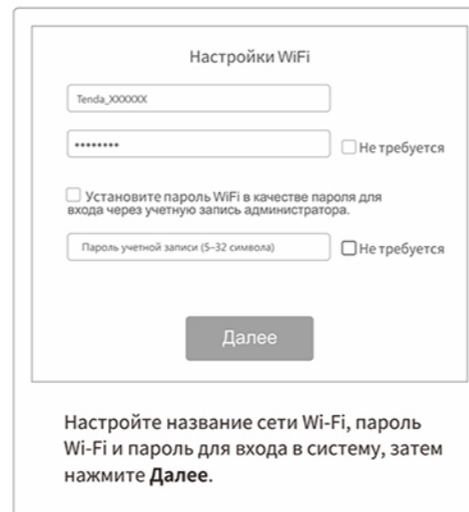 Настройки WiFi
Tenda_XXXXXX
••••••••
Не требуется
Установите пароль WiFi в качестве пароля для
входа через учетную запись администратора.
Пароль учетной записи (5–32 символа)
Не требуется
Далее
Настройте название сети Wi-Fi, пароль
Wi-Fi и пароль для входа в систему, затем
нажмите Далее.